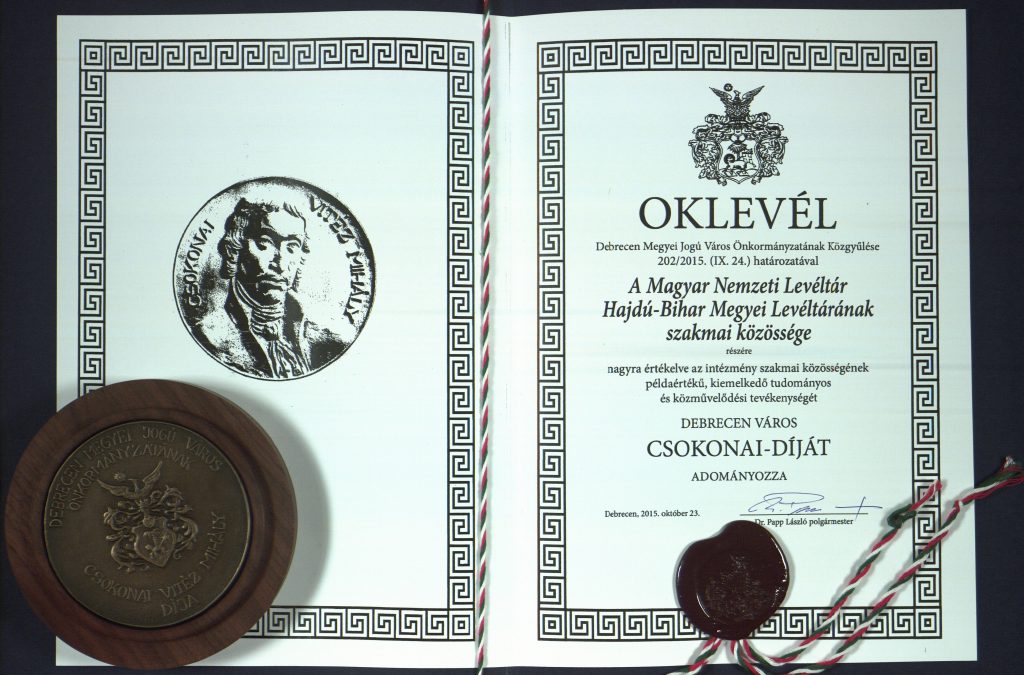 CSOKONAI VITÉZ MIHÁLY
DEBRECEN MEGYEI JOGÚ VÁROS
ÖNKORMÁNYZATÁNAK
CSOKONAI VITÉZ MIHÁLY
DÍJA
OKLEVÉL
Debrecen Megyei Jogú Város Önkormányzatának Közgyűlése
202/2015. (IX. 24.) határozatával
A Magyar Nemzeti Levéltár
Hajdú-Bihar Megyei Levéltárának
szakmai közössége
részére
nagyra értékelve az intézmény szakmai közösségének
példaértékű, kiemelkedő tudományos
és közművelődési tevékenységét
DEBRECEN VÁROS
CSOKONAI-DÍJÁT
ADOMÁNYOZZA
Debrecen, 2015. október 23.
Dr. Papp László polgármester